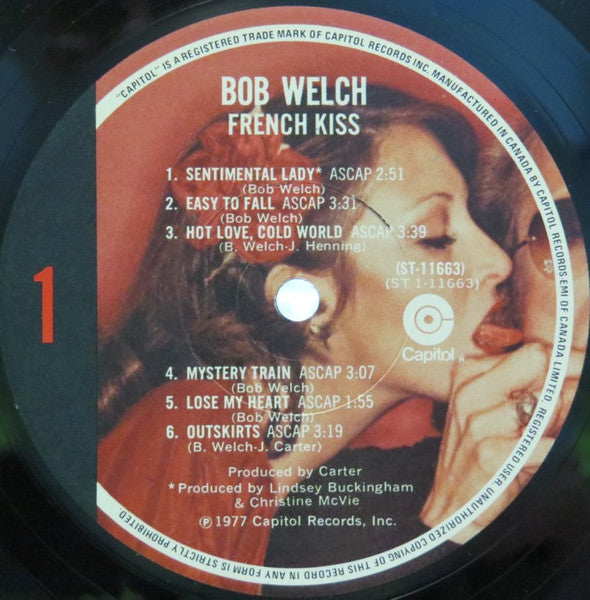 "CAPITOL" IS A REGISTERED TRADE MARK OF CAPITOL RECORDS INC. MANUFACTURED IN CANADA BY CAPITOL RECORDS-EMI OF CANADA LIMITED, REGISTERED USER. UNAUTHORIZED COPYING OF THIS RECORD IN ANY FORM IS STRICTLY PROHIBITED.
BOB WELCH
FRENCH KISS
1. SENTIMENTAL LADY* ASCAP 2:51
(Bob Welch)
2. EASY TO FALL ASCAP 3:31
(Bob Welch)
3. HOT LOVE, COLD WORLD ASCAP 3:39
(B. Welch-J. Henning)
(ST-11663)
(ST 1-11663)
1
Capitol®
4. MYSTERY TRAIN ASCAP 3:07
(Bob Welch)
5. LOSE MY HEART ASCAP 1:55
(Bob Welch)
6. OUTSKIRTS ASCAP 3:19
(B. Welch-J. Carter)
Produced by Carter
*Produced by Lindsey Buckingham
& Christine McVie
℗ 1977 Capitol Records, Inc.